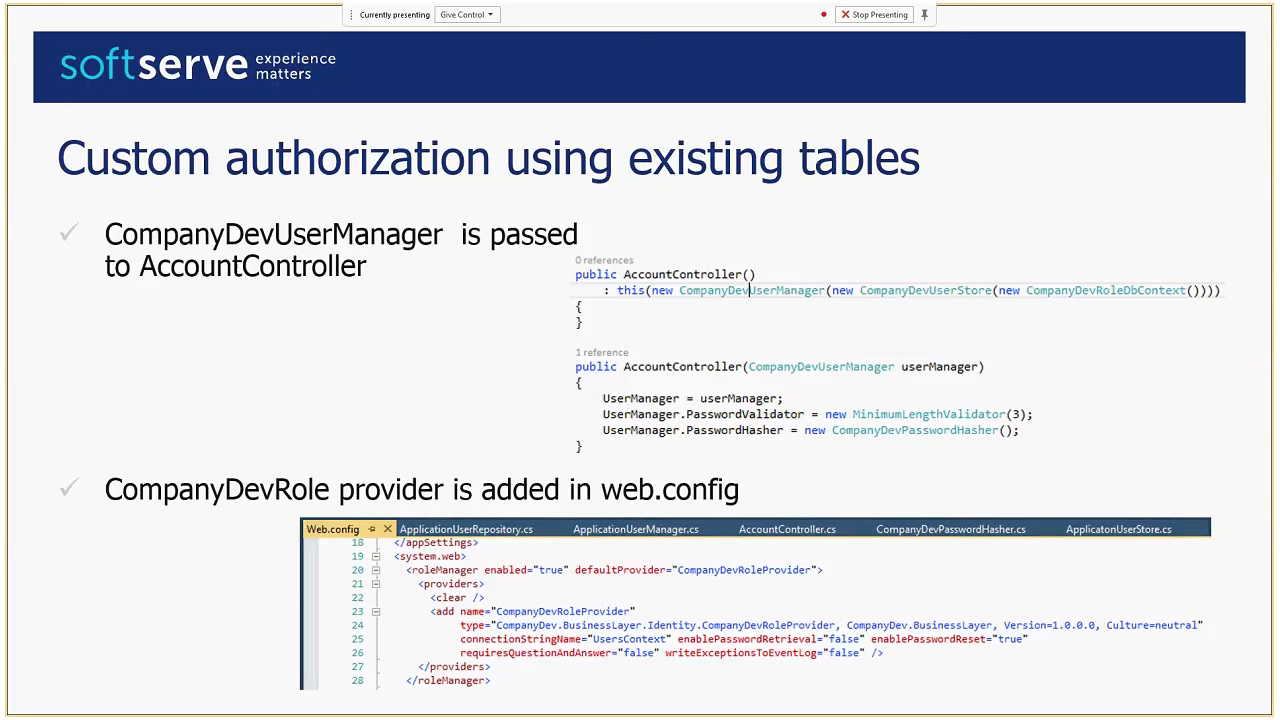 Currently presenting Give Control Stop Presenting
softserve experience matters
Custom authorization using existing tables
CompanyDevUserManager is passed
to AccountController
0 references
public AccountController()
: this(new CompanyDevUserManager(new CompanyDevUserStore(new CompanyDevRoleDbContext())))
{
}
1 reference
public AccountController(CompanyDevUserManager userManager)
{
UserManager = userManager;
UserManager.PasswordValidator = new MinimumLengthValidator(3);
UserManager.PasswordHasher = new CompanyDevPasswordHasher();
}
CompanyDevRole provider is added in web.config
Web.config ApplicationUserRepository.cs ApplicationUserManager.cs AccountController.cs CompanyDevPasswordHasher.cs ApplicatonUserStore.cs
18 </appSettings>
19 <system.web>
20 <roleManager enabled="true" defaultProvider="CompanyDevRoleProvider">
21 <providers>
22 <clear />
23 <add name="CompanyDevRoleProvider"
24 type="CompanyDev.BusinessLayer.Identity.CompanyDevRoleProvider, CompanyDev.BusinessLayer, Version=1.0.0.0, Culture=neutral"
25 connectionStringName="UsersContext" enablePasswordRetrieval="false" enablePasswordReset="true"
26 requiresQuestionAndAnswer="false" writeExceptionsToEventLog="false" />
27 </providers>
28 </roleManager>